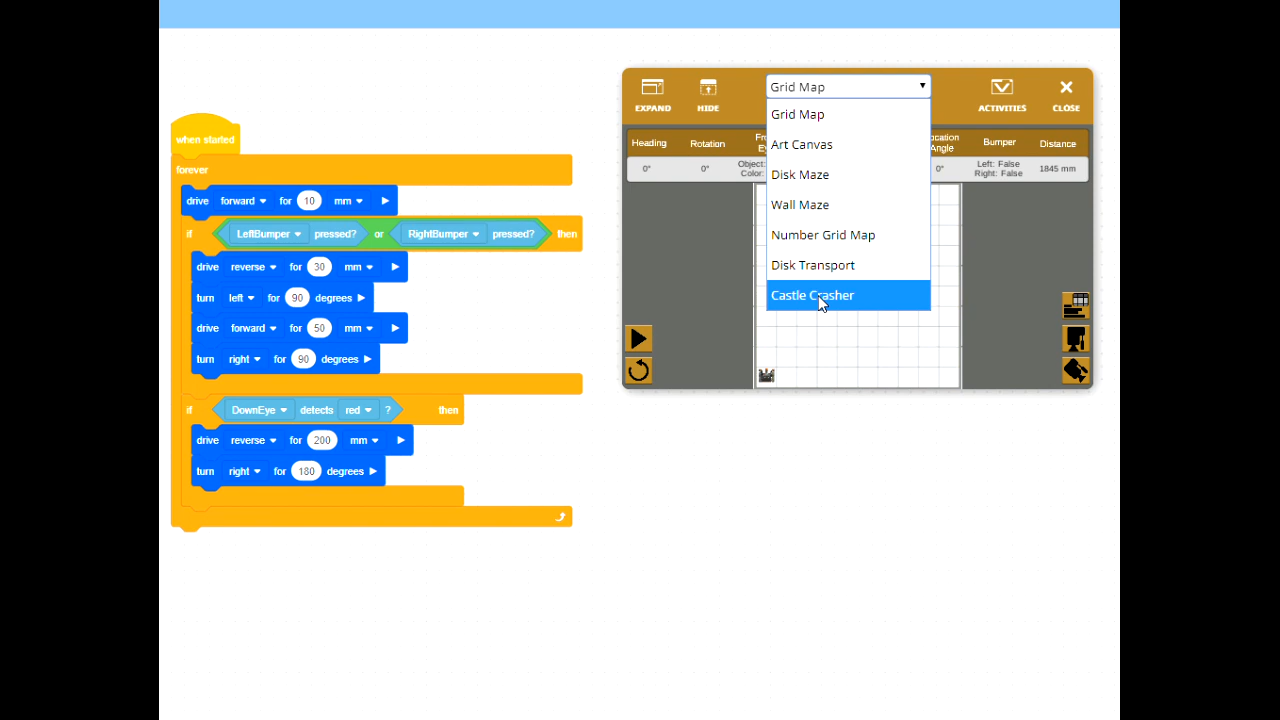 when started
forever
drive forward for 10 mm
if LeftBumper pressed? or RightBumper pressed? then
drive reverse for 30 mm
turn left for 90 degrees
drive forward for 50 mm
turn right for 90 degrees
if DownEye detects red ? then
drive reverse for 200 mm
turn right for 180 degrees
EXPAND HIDE Grid Map ACTIVITIES CLOSE
Grid Map
Art Canvas
Disk Maze
Wall Maze
Number Grid Map
Disk Transport
Castle Crasher
Heading Rotation Bumper Distance
Angle
0° 0° Object: 0° Left: False 1845 mm
Color: Right: False